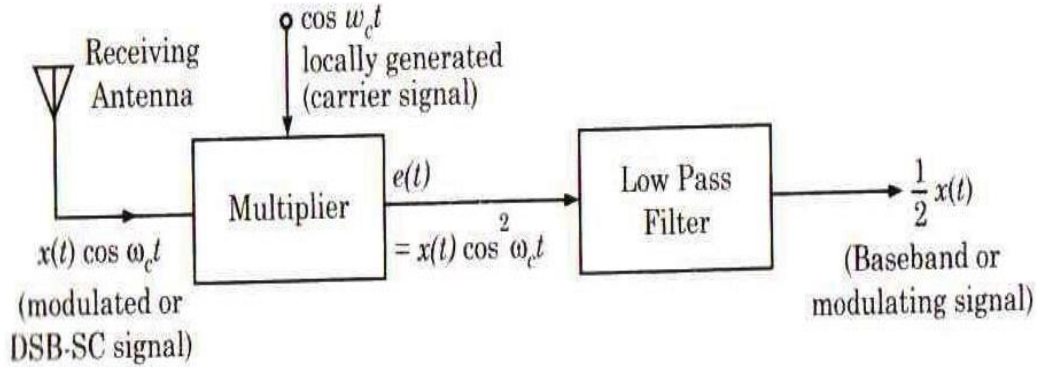 Receiving
Antenna
cos w_c t
locally generated
(carrier signal)
Multiplier
e(t)
= x(t) cos² ω_c t
Low Pass
Filter
1/2 x(t)
(Baseband or
modulating signal)
x(t) cos ω_c t
(modulated or
DSB-SC signal)